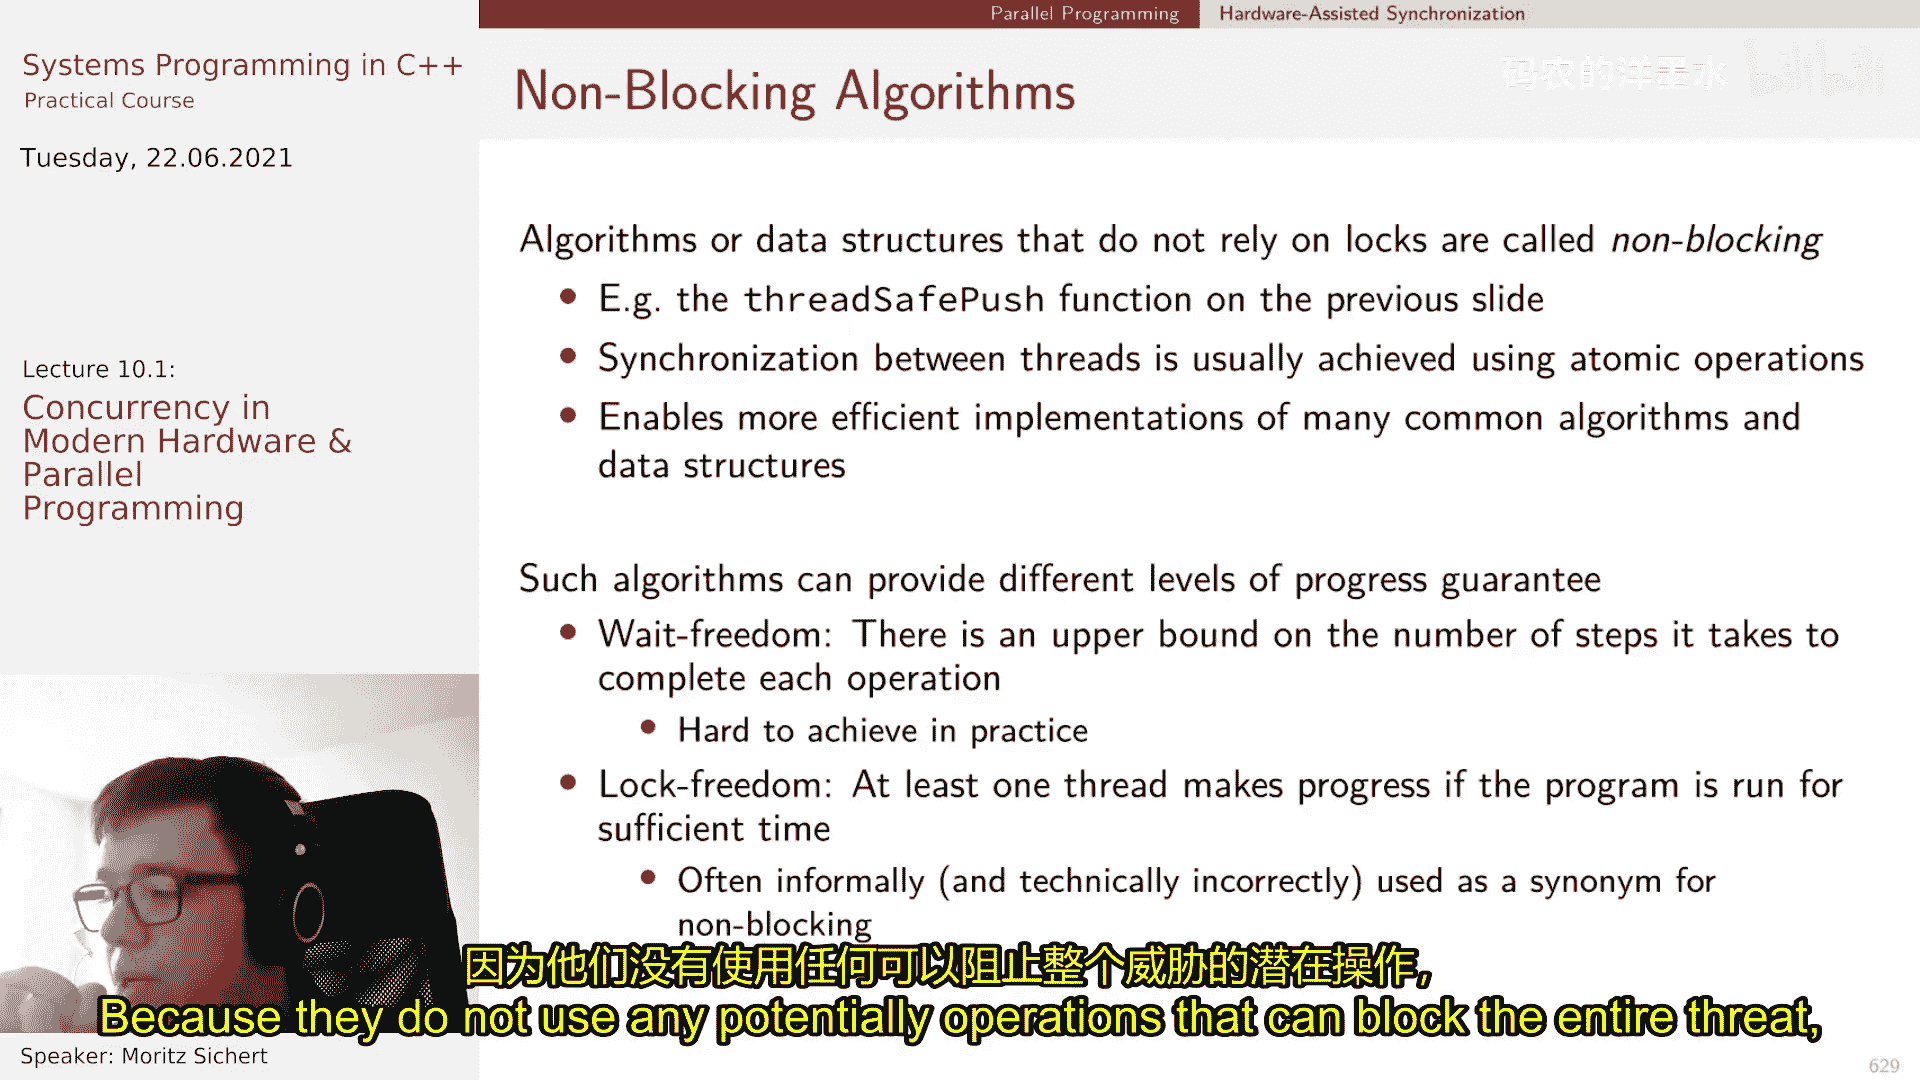 Parallel Programming
Hardware-Assisted Synchronization
Systems Programming in C++
Practical Course
Tuesday, 22.06.2021
Lecture 10.1:
Concurrency in
Modern Hardware &
Parallel
Programming
Non-Blocking Algorithms
码农的洋墨水
bilibili
Algorithms or data structures that do not rely on locks are called non-blocking
• E.g. the threadSafePush function on the previous slide
• Synchronization between threads is usually achieved using atomic operations
• Enables more efficient implementations of many common algorithms and
data structures
Such algorithms can provide different levels of progress guarantee
• Wait-freedom: There is an upper bound on the number of steps it takes to
complete each operation
• Hard to achieve in practice
• Lock-freedom: At least one thread makes progress if the program is run for
sufficient time
• Often informally (and technically incorrectly) used as a synonym for
non-blocking
因为他们没有使用任何可以阻止整个威胁的潜在操作，
Because they do not use any potentially operations that can block the entire threat,
Speaker: Moritz Sichert
629